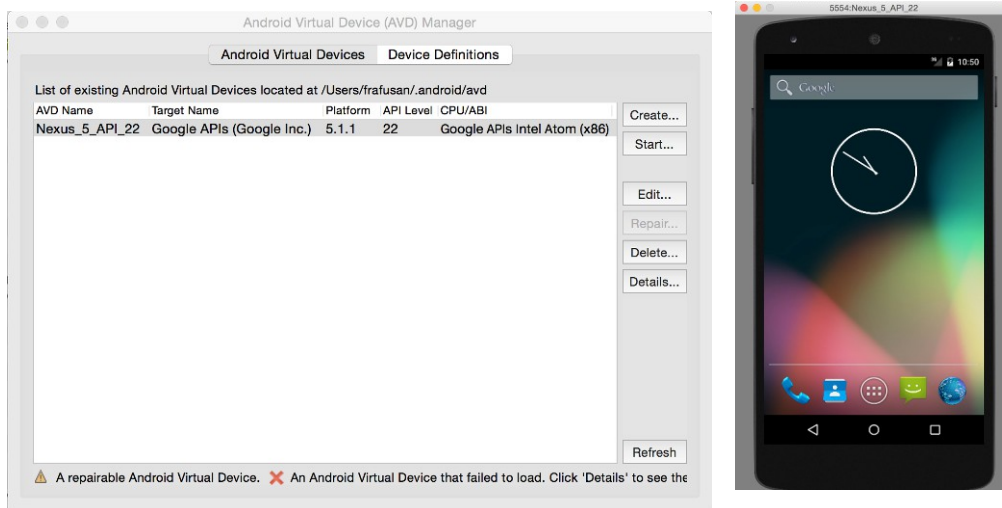 Android Virtual Device (AVD) Manager
Android Virtual Devices Device Definitions
List of existing Android Virtual Devices located at /Users/frafusan/.android/avd
AVD Name Target Name Platform API Level CPU/ABI
Nexus_5_API_22 Google APIs (Google Inc.) 5.1.1 22 Google APIs Intel Atom (x86)
Create...
Start...
Edit...
Repair...
Delete...
Details...
Refresh
A repairable Android Virtual Device. An Android Virtual Device that failed to load. Click 'Details' to see the
5554:Nexus_5_API_22
3G 10:50
Google